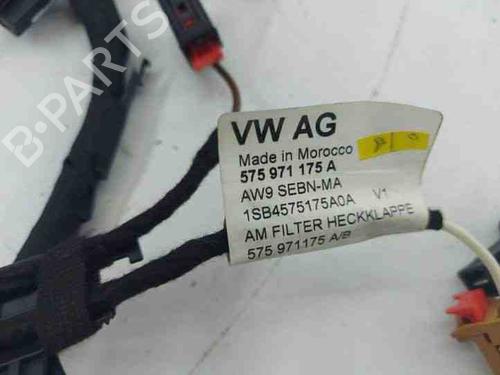 B-PARTS
VW AG
Made in Morocco
575 971 175 A
AW9 SEBN-MA
1SB4575175A0A V1
AM FILTER HECKKLAPPE
575 971175 A/B